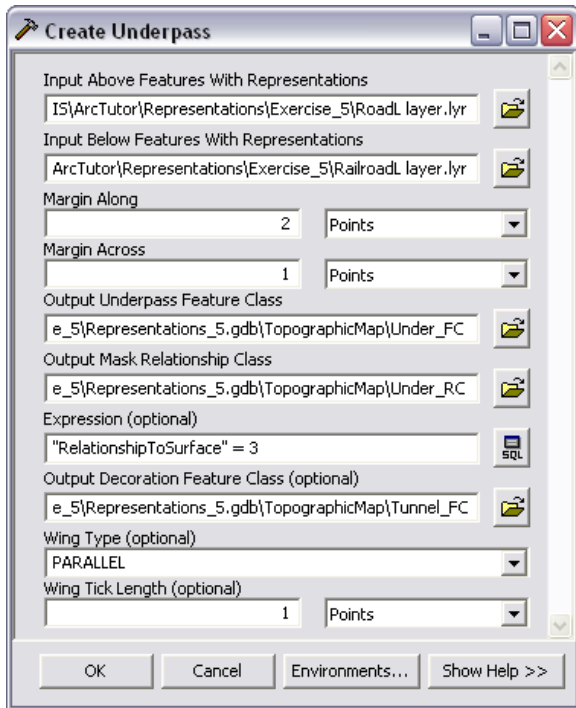 Create Underpass
Input Above Features With Representations
IS\ArcTutor\Representations\Exercise_5\RoadL layer.lyr
Input Below Features With Representations
ArcTutor\Representations\Exercise_5\RailroadL layer.lyr
Margin Along
2 Points
Margin Across
1 Points
Output Underpass Feature Class
e_5\Representations_5.gdb\TopographicMap\Under_FC
Output Mask Relationship Class
e_5\Representations_5.gdb\TopographicMap\Under_RC
Expression (optional)
"RelationshipToSurface" = 3
SQL
Output Decoration Feature Class (optional)
e_5\Representations_5.gdb\TopographicMap\Tunnel_FC
Wing Type (optional)
PARALLEL
Wing Tick Length (optional)
1 Points
OK Cancel Environments... Show Help >>